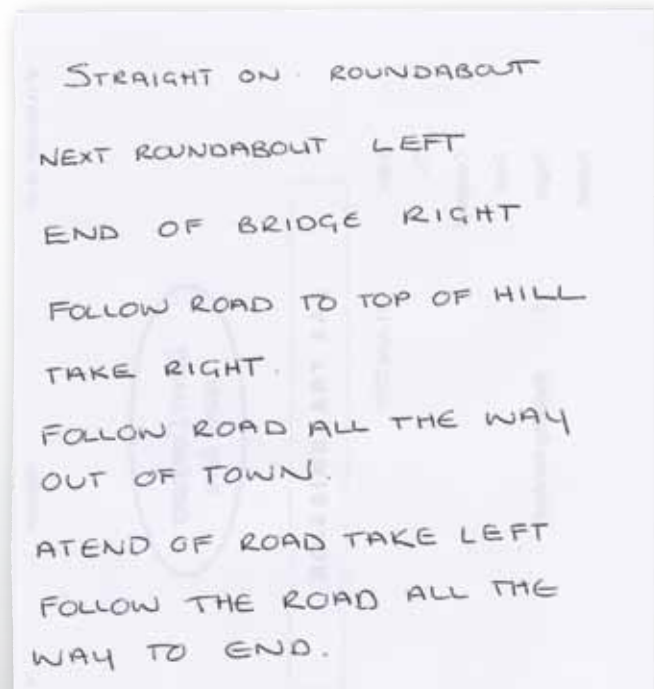 STRAIGHT ON. ROUNDABOUT
NEXT ROUNDABOUT LEFT
END OF BRIDGE RIGHT
FOLLOW ROAD TO TOP OF HILL
TAKE RIGHT.
FOLLOW ROAD ALL THE WAY
OUT OF TOWN.
ATEND OF ROAD TAKE LEFT
FOLLOW THE ROAD ALL THE
WAY TO END.